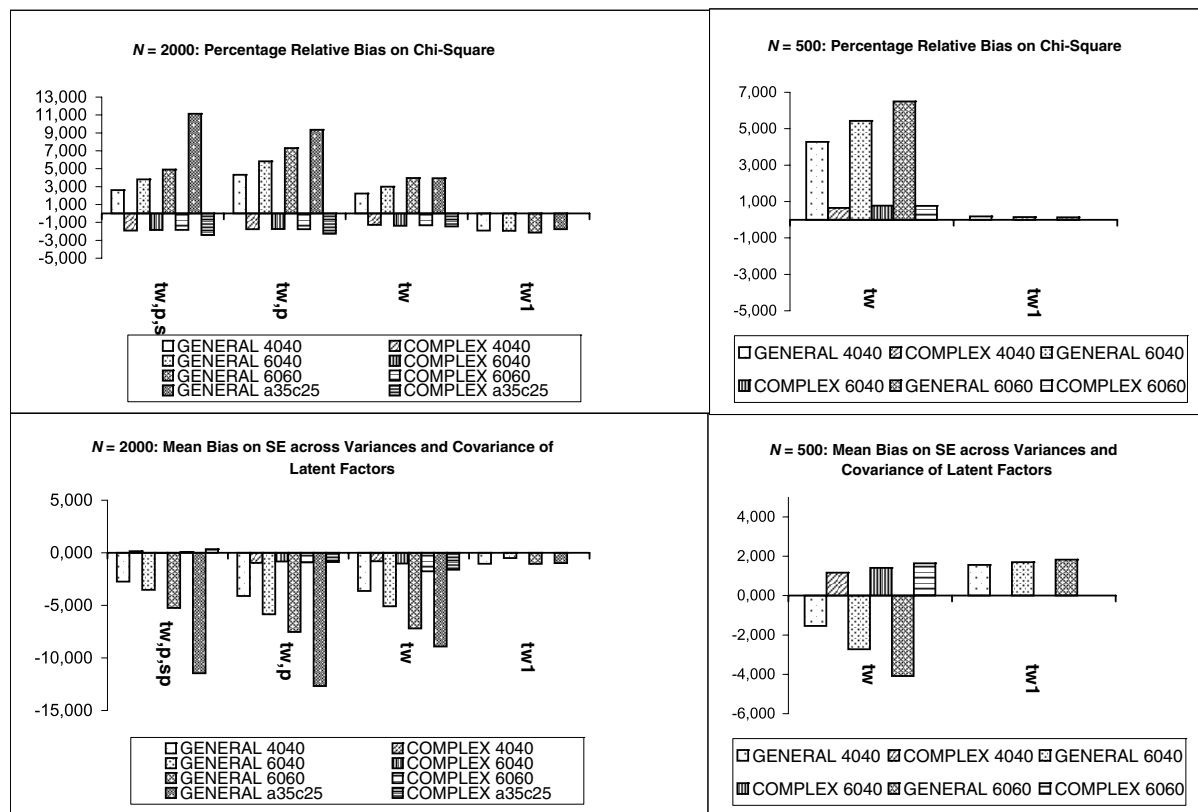 N = 2000: Percentage Relative Bias on Chi-Square
13,000
11,000
9,000
7,000
5,000
3,000
1,000
-1,000
-3,000
-5,000
tw,p,s
tw,p
tw
tw1
GENERAL 4040
COMPLEX 4040
GENERAL 6040
COMPLEX 6040
GENERAL 6060
COMPLEX 6060
GENERAL a35c25
COMPLEX a35c25
N = 500: Percentage Relative Bias on Chi-Square
7,000
5,000
3,000
1,000
-1,000
-3,000
-5,000
tw
tw1
GENERAL 4040 COMPLEX 4040 GENERAL 6040
COMPLEX 6040 GENERAL 6060 COMPLEX 6060
N = 2000: Mean Bias on SE across Variances and Covariance of
Latent Factors
5,000
0,000
-5,000
-10,000
-15,000
tw,p,sp
tw,p
tw
tw1
GENERAL 4040
COMPLEX 4040
GENERAL 6040
COMPLEX 6040
GENERAL 6060
COMPLEX 6060
GENERAL a35c25
COMPLEX a35c25
N = 500: Mean Bias on SE across Variances and
Covariance of Latent Factors
4,000
2,000
0,000
-2,000
-4,000
-6,000
tw
tw1
GENERAL 4040 COMPLEX 4040 GENERAL 6040
COMPLEX 6040 GENERAL 6060 COMPLEX 6060